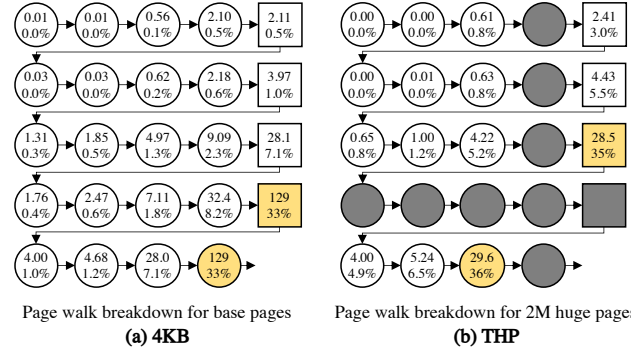 0.01 0.01 0.56 2.10 2.11
0.0% 0.0% 0.1% 0.5% 0.5%
0.03 0.03 0.62 2.18 3.97
0.0% 0.0% 0.2% 0.6% 1.0%
1.31 1.85 4.97 9.09 28.1
0.3% 0.5% 1.3% 2.3% 7.1%
1.76 2.47 7.11 32.4 129
0.4% 0.6% 1.8% 8.2% 33%
4.00 4.68 28.0 129
1.0% 1.2% 7.1% 33%
Page walk breakdown for base pages
(a) 4KB
0.00 0.00 0.61 2.41
0.0% 0.0% 0.8% 3.0%
0.00 0.01 0.63 4.43
0.0% 0.0% 0.8% 5.5%
0.65 1.00 4.22 28.5
0.8% 1.2% 5.2% 35%
4.00 5.24 29.6
4.9% 6.5% 36%
Page walk breakdown for 2M huge pages
(b) THP